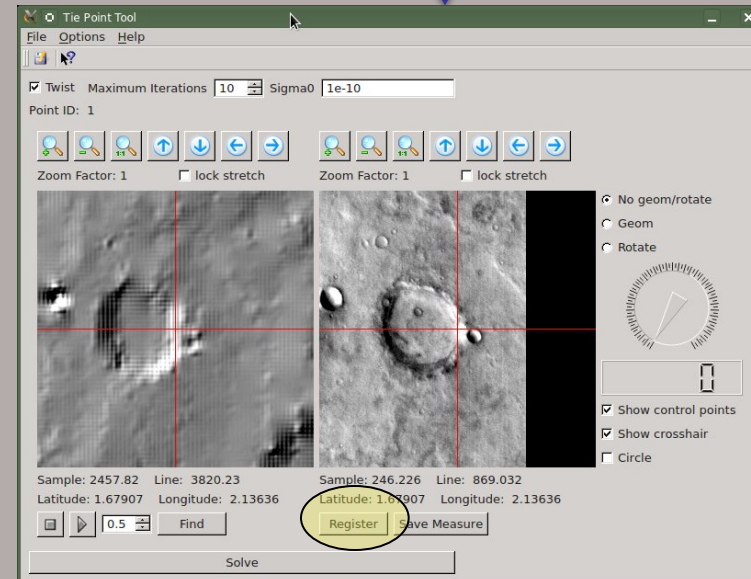 Tie Point Tool
File Options Help
Twist Maximum Iterations 10 Sigma0 1e-10
Point ID: 1
Zoom Factor: 1 lock stretch Zoom Factor: 1 lock stretch
No geom/rotate
Geom
Rotate
0
Show control points
Show crosshair
Circle
Sample: 2457.82 Line: 3820.23 Sample: 246.226 Line: 869.032
Latitude: 1.67907 Longitude: 2.13636 Latitude: 1.67907 Longitude: 2.13636
0.5 Find Register Save Measure
Solve